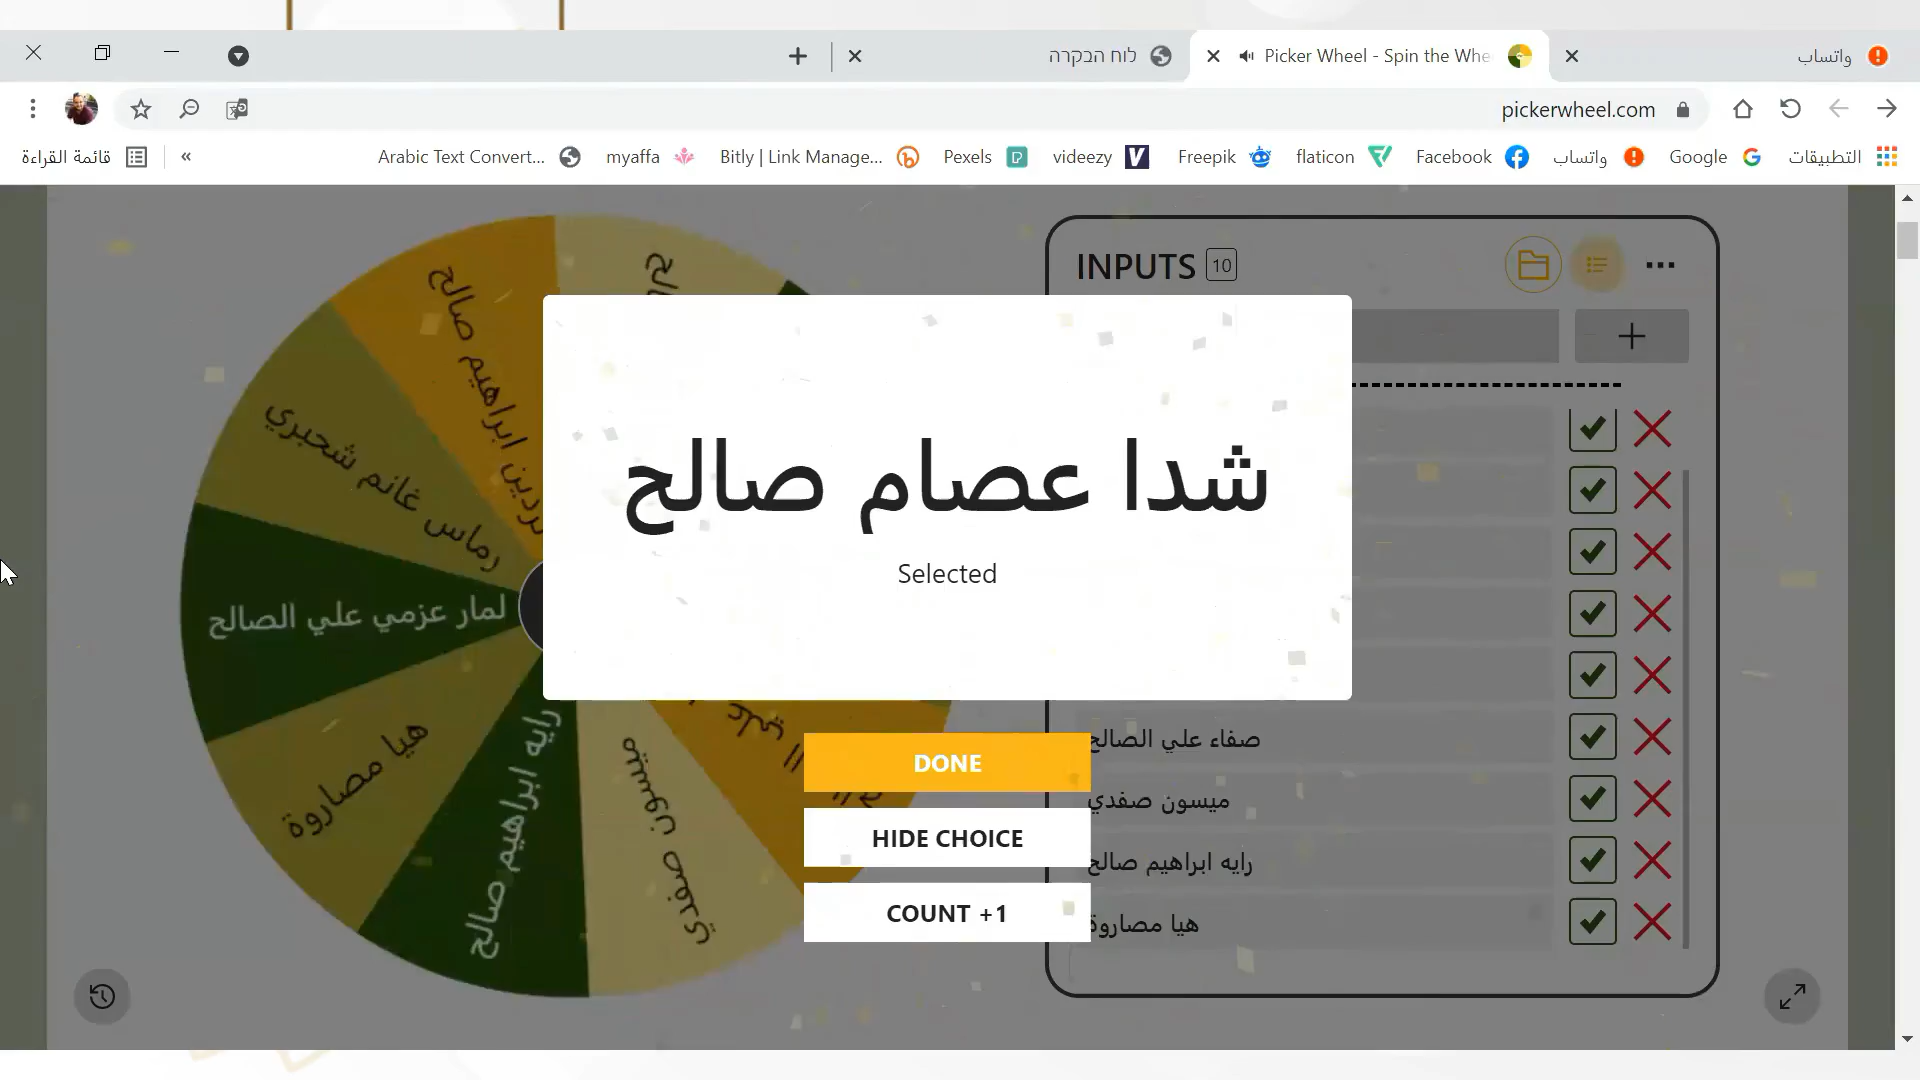 واتساب
Picker Wheel - Spin the Whe
לוח הבקרה
pickerwheel.com
التطبيقات
Google
واتساب
Facebook
flaticon
Freepik
videezy
Pexels
Bitly | Link Manage...
myaffa
Arabic Text Convert...
«
قائمة القراءة
INPUTS 10
ابراهيم صالح
رماس غانم شحبري
لمار عزمي علي الصالح
هيا مصاروة
رايه ابراهيم صالح
ميسون صفدي
شدا عصام صالح
Selected
DONE
HIDE CHOICE
COUNT +1
صفاء علي الصالح
ميسون صفدي
رايه ابراهيم صالح
هيا مصاروة